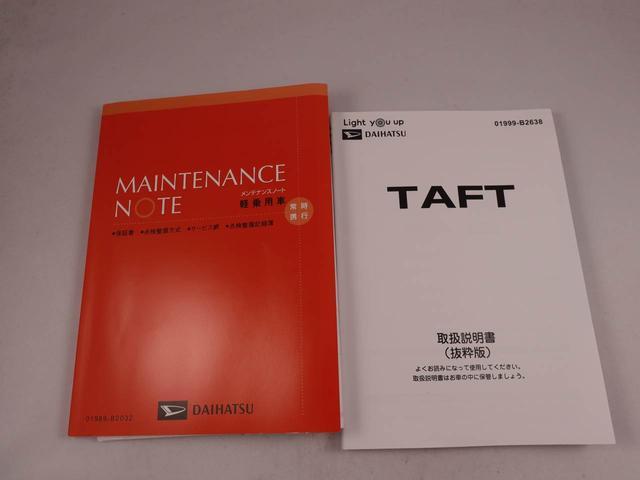 MAINTENANCE
NOTE
メンテナンスノート
軽乗用車
常時
携行
●保証書 ●点検整備方式 ●サービス網 ●点検整備記録簿
DAIHATSU
01999-B2032
Light you up
DAIHATSU
01999-B2638
TAFT
取扱説明書
（抜粋版）
よくお読みになって使用してください。
取扱説明書はお車の中に保管しましょう。